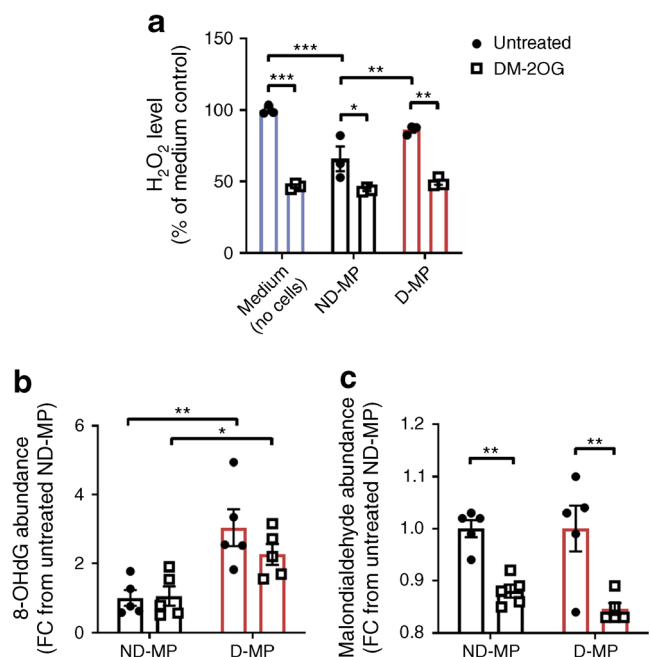 a
150
100
50
0
H2O2 level
(% of medium control)
***
***
**
*
**
Untreated
DM-2OG
Medium
(no cells)
ND-MP
D-MP
b
6
4
2
0
8-OHdG abundance
(FC from untreated ND-MP)
**
*
ND-MP
D-MP
c
1.2
1.1
1.0
0.9
0.8
Malondialdehyde abundance
(FC from untreated ND-MP)
**
**
ND-MP
D-MP